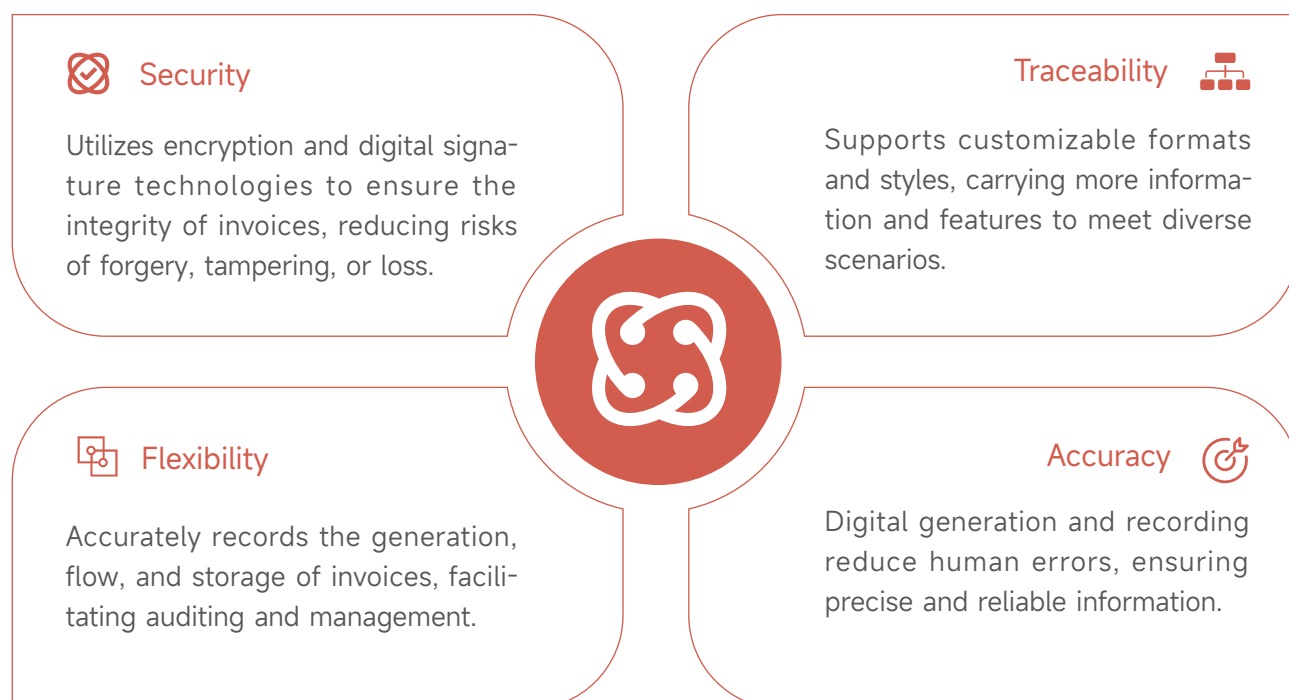 Security
Utilizes encryption and digital signa-
ture technologies to ensure the
integrity of invoices, reducing risks
of forgery, tampering, or loss.
Traceability
Supports customizable formats
and styles, carrying more informa-
tion and features to meet diverse
scenarios.
Flexibility
Accurately records the generation,
flow, and storage of invoices, facili-
tating auditing and management.
Accuracy
Digital generation and recording
reduce human errors, ensuring
precise and reliable information.